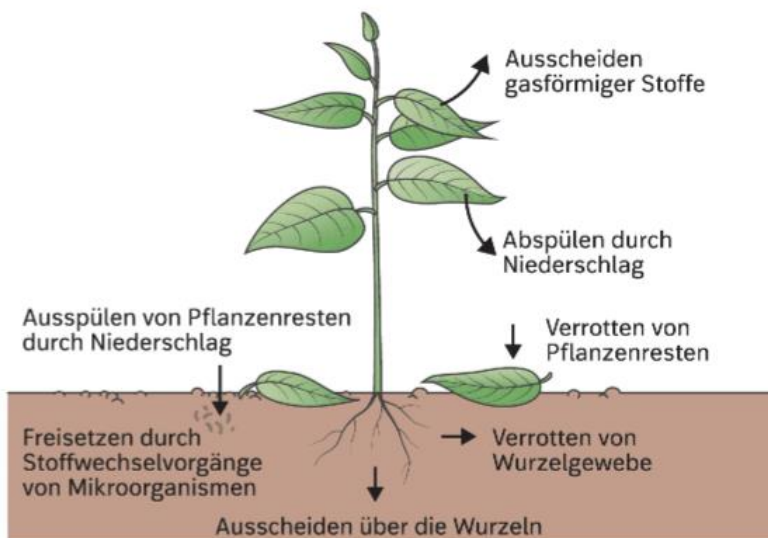 Ausscheiden
gasförmiger Stoffe
Abspülen durch
Niederschlag
Ausspülen von Pflanzenresten
durch Niederschlag
Verrotten von
Pflanzenresten
Freisetzen durch
Stoffwechselvorgänge
von Mikroorganismen
Verrotten von
Wurzelgewebe
Ausscheiden über die Wurzeln